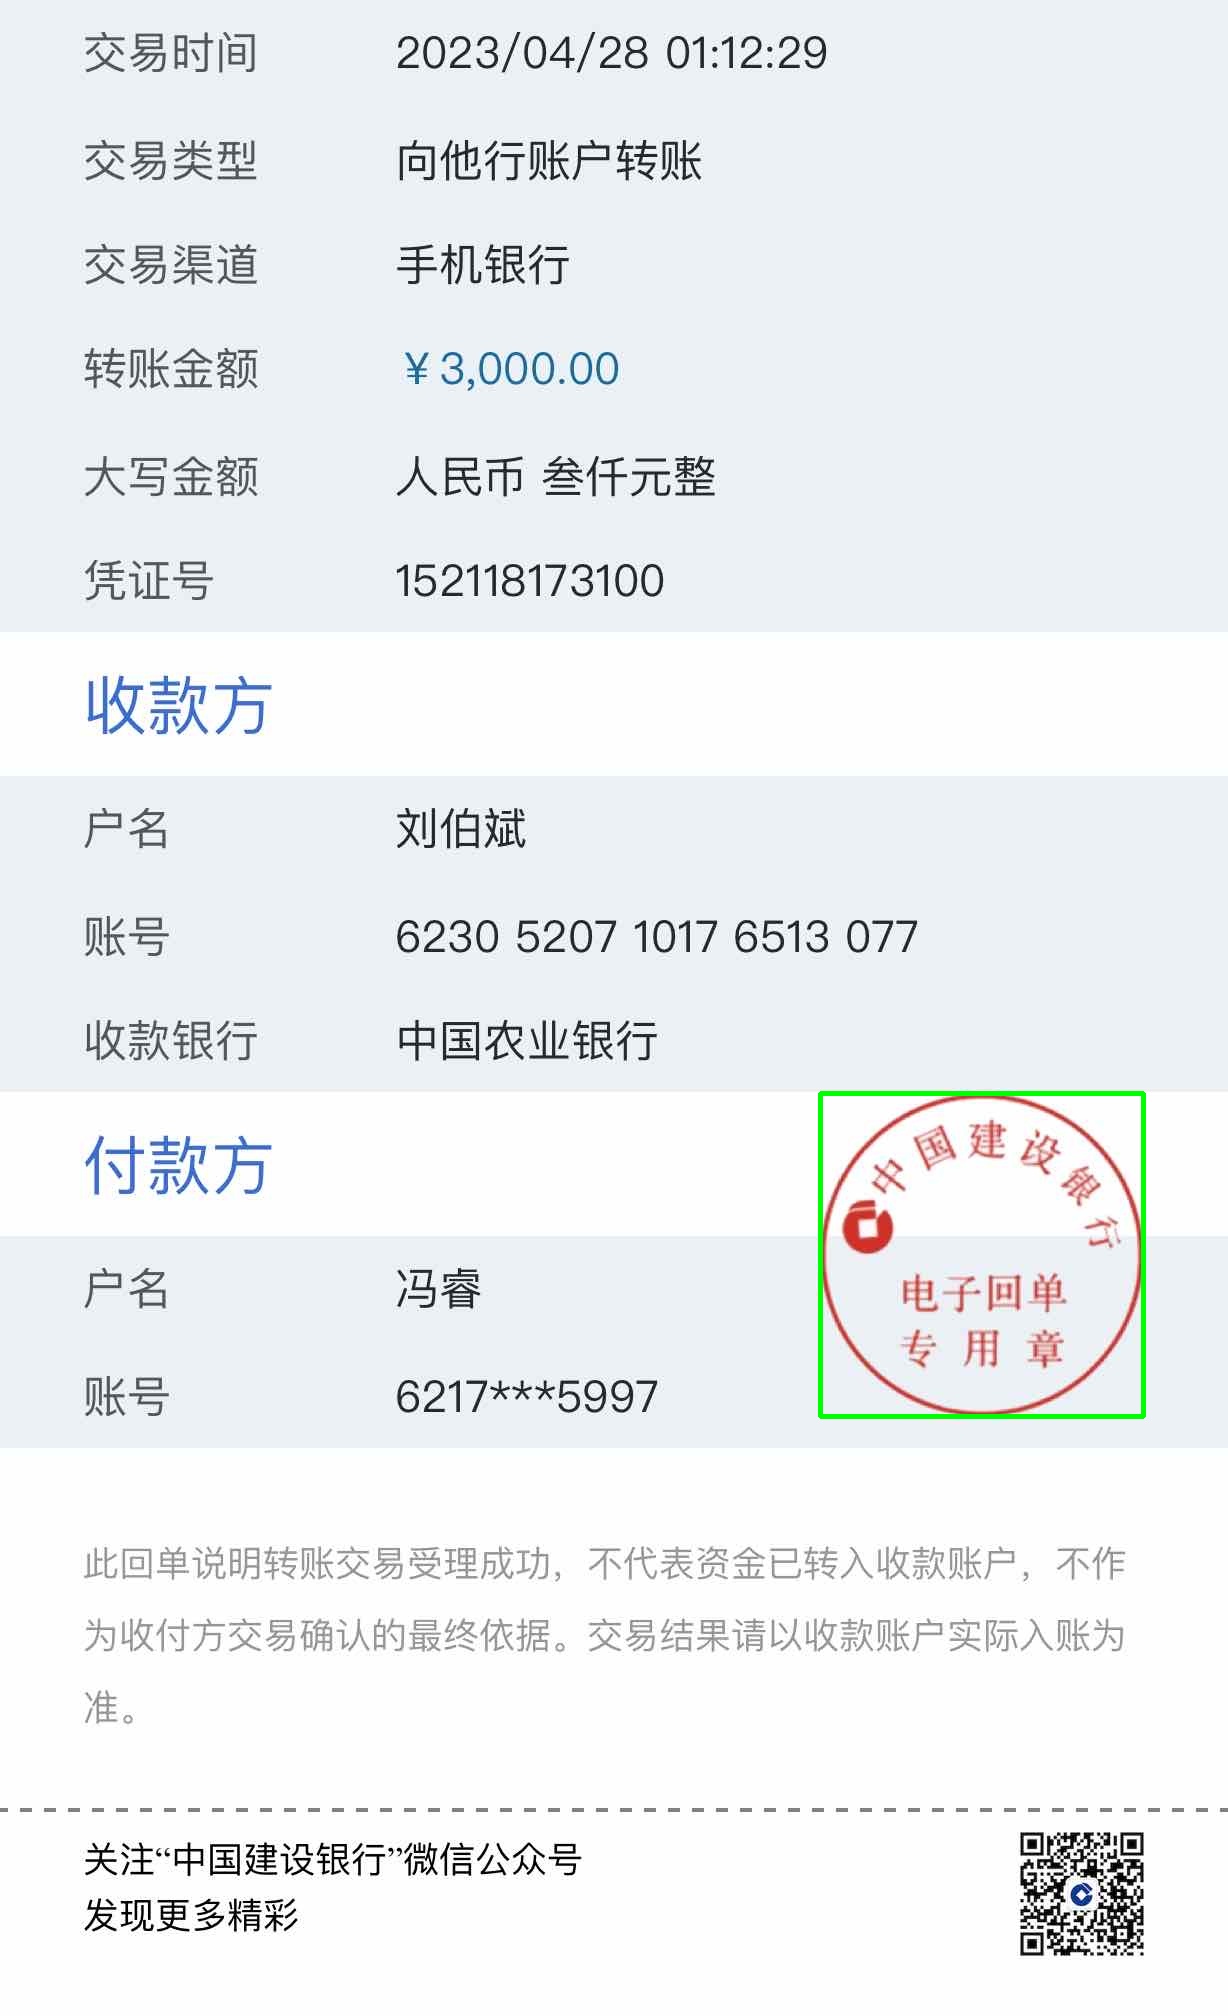 交易时间 2023/04/28 01:12:29
交易类型 向他行账户转账
交易渠道 手机银行
转账金额 ¥3,000.00
大写金额 人民币 叁仟元整
凭证号 152118173100
收款方
户名 刘伯斌
账号 6230 5207 1017 6513 077
收款银行 中国农业银行
付款方
中国建设银行
户名 冯睿
电子回单
专用章
账号 6217***5997
此回单说明转账交易受理成功，不代表资金已转入收款账户，不作
为收付方交易确认的最终依据。交易结果请以收款账户实际入账为
准。
关注“中国建设银行”微信公众号
发现更多精彩